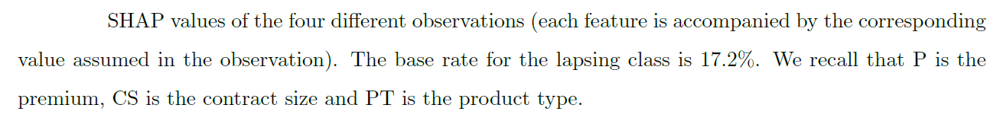 SHAP values of the four different observations (each feature is accompanied by the corresponding
value assumed in the observation). The base rate for the lapsing class is 17.2%. We recall that P is the
premium, CS is the contract size and PT is the product type.